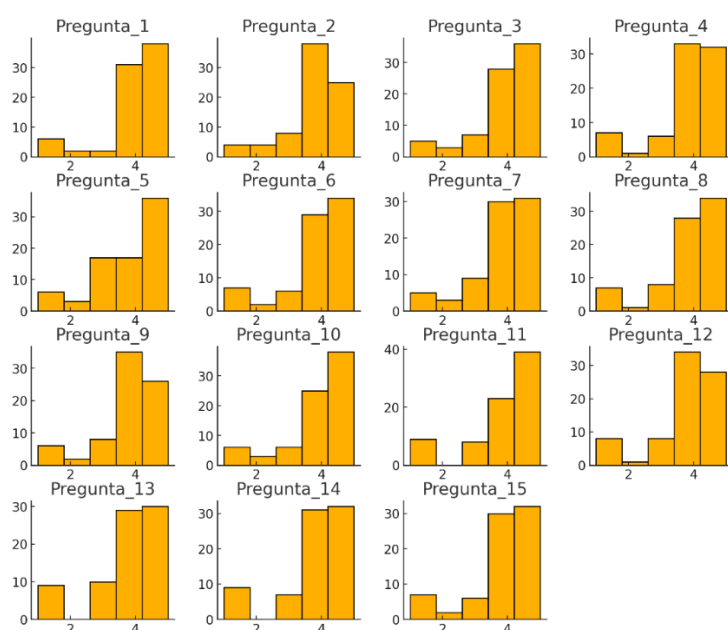 Pregunta_1 Pregunta_2 Pregunta_3 Pregunta_4
30 30 30 30
20 20 20 20
10 10 10 10
0 0 0 0
2 4 2 4 2 4 2 4
Pregunta_5 Pregunta_6 Pregunta_7 Pregunta_8
30 30 30 30
20 20 20 20
10 10 10 10
0 0 0 0
2 4 2 4 2 4 2 4
Pregunta_9 Pregunta_10 Pregunta_11 Pregunta_12
30 30 40 30
20 20 20 20
10 10 10
0 0 0 0
2 4 2 4 2 4 2 4
Pregunta_13 Pregunta_14 Pregunta_15
30 30 30
20 20 20
10 10 10
0 0 0
2 4 2 4 2 4